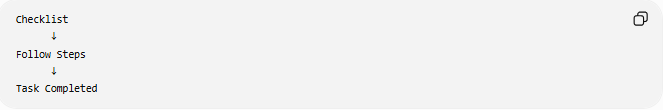 Checklist
↓
Follow Steps
↓
Task Completed